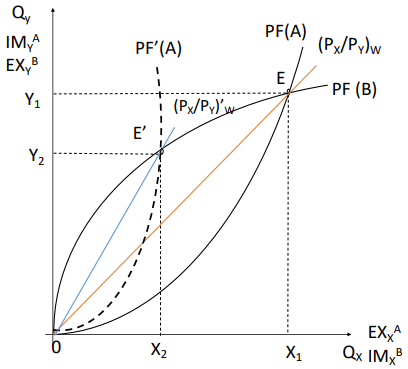 Qy
IM_Y^A
EX_Y^B
PF'(A)
PF(A)
(P_X/P_Y)_W
E
PF (B)
Y_1
(P_X/P_Y)'_W
E'
Y_2
0
X_2
X_1
EX_X^A
Q_X IM_X^B